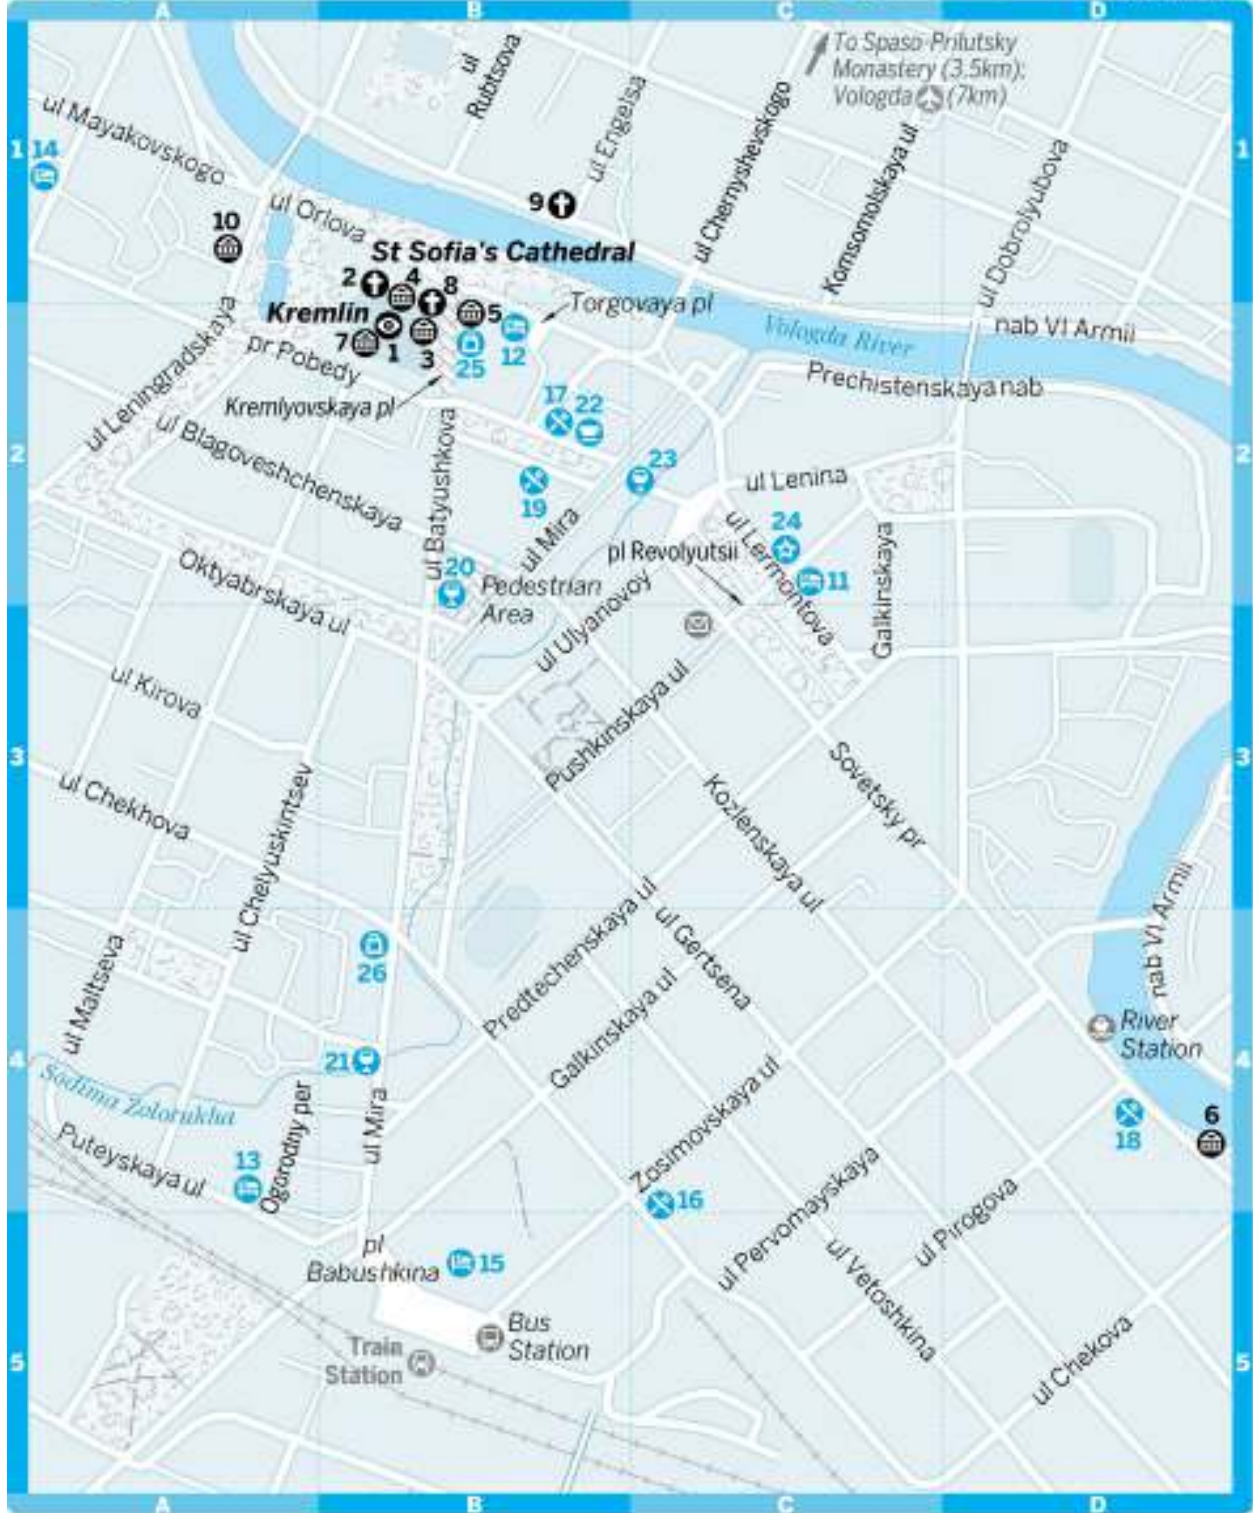 A
B
C
D
To Spaso-Prilutsky
Monastery (3.5km);
Vologda (7km)
ul
Rubtsova
ul Engelsa
ul Chernyshevskogo
Komsomolskaya ul
ul Dobrolyubova
ul Mayakovskogo
1
1
14
9
10
ul Orlova
St Sofia's Cathedral
2
4
8
Kremlin
5
Torgovaya pl
7
1
3
25
12
Vologda River
nab VI Armii
ul Leningradskaya
pr Pobedy
Kremlyovskaya pl
Prechistenskaya nab
17
22
ul Blagoveshchenskaya
ul Batyushkova
2
2
23
19
ul Mira
ul Lenina
ul Lermontova
24
pl Revolyutsii
11
Galkinskaya
Oktyabrskaya ul
20
Pedestrian
Area
ul Ulyanovoy
ul Kirova
Pushkinskaya ul
3
3
ul Chekhova
ul Chelyuskintsev
Kozlenskaya ul
Sovetsky pr
nab VI Armii
Predtechenskaya ul
ul Gertsena
26
ul Maltseva
Galkinskaya ul
River
Station
4
4
21
Sodima Zolotukha
Ogorodny per
ul Mira
Zosimovskaya ul
18
6
Puteyskaya ul
13
16
ul Pervomayskaya
ul Pirogova
pl
Babushkina
15
ul Vetoshkina
Bus
Station
Train
Station
5
5
ul Chekova
A
B
C
D